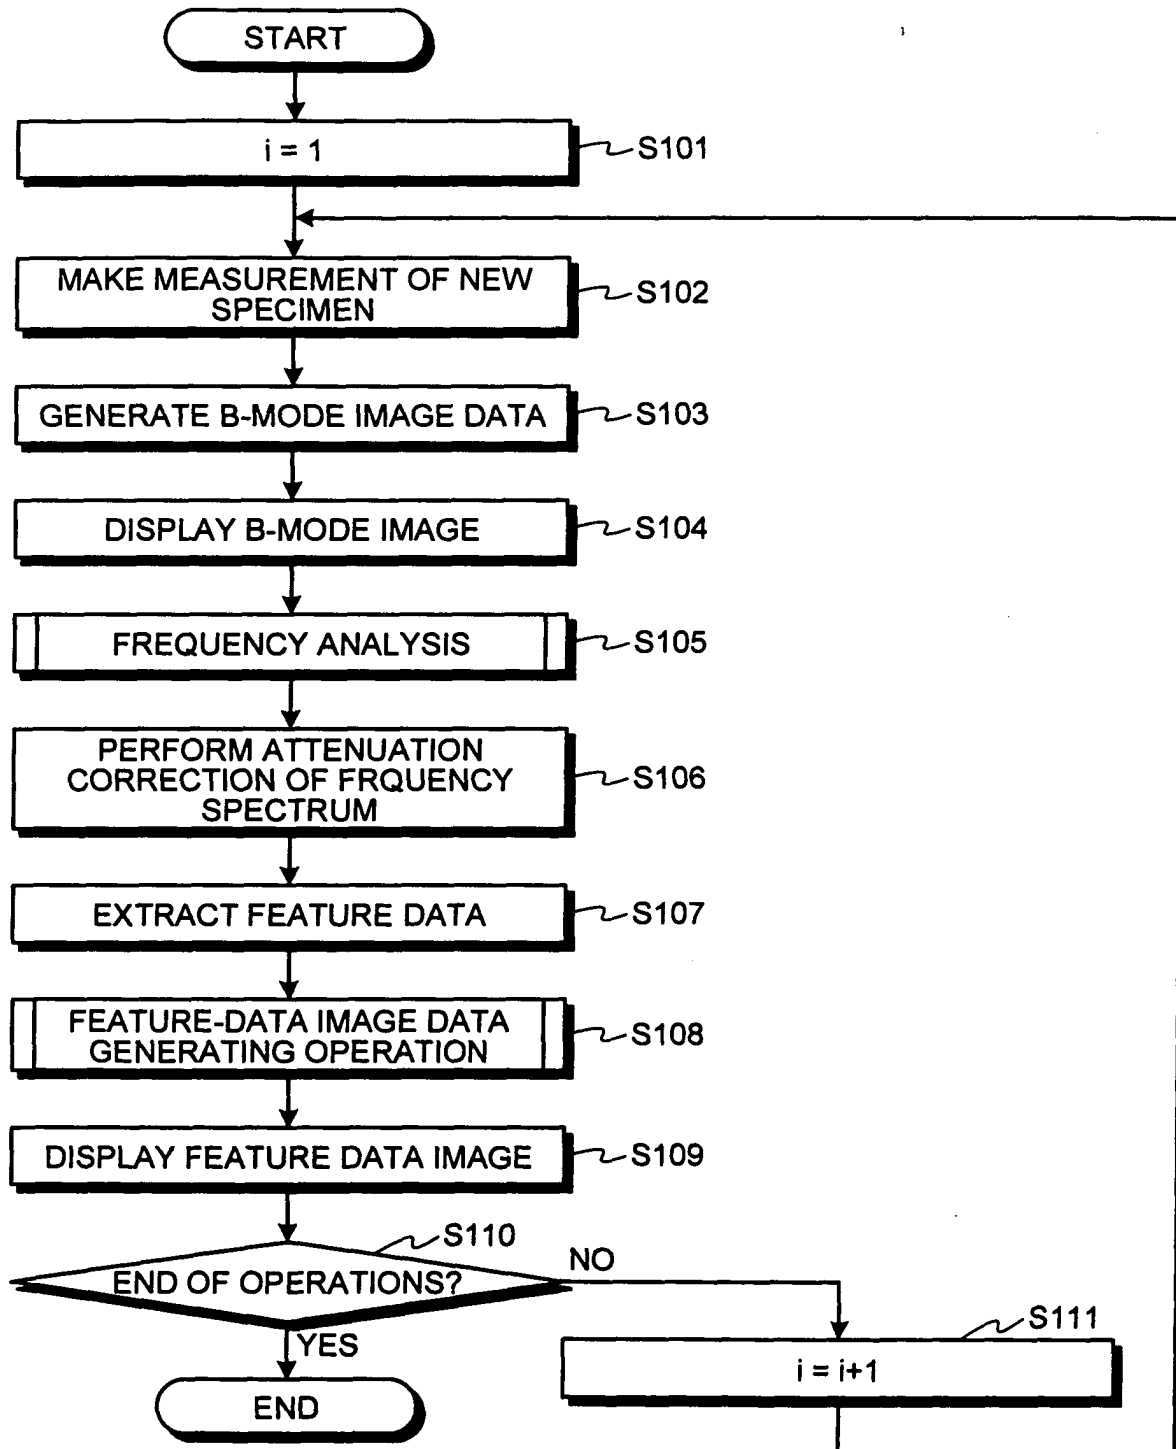 START
i = 1
S101
MAKE MEASUREMENT OF NEW
SPECIMEN
S102
GENERATE B-MODE IMAGE DATA
S103
DISPLAY B-MODE IMAGE
S104
FREQUENCY ANALYSIS
S105
PERFORM ATTENUATION
CORRECTION OF FRQUENCY
SPECTRUM
S106
EXTRACT FEATURE DATA
S107
FEATURE-DATA IMAGE DATA
GENERATING OPERATION
S108
DISPLAY FEATURE DATA IMAGE
S109
S110
END OF OPERATIONS?
NO
YES
S111
i = i+1
END